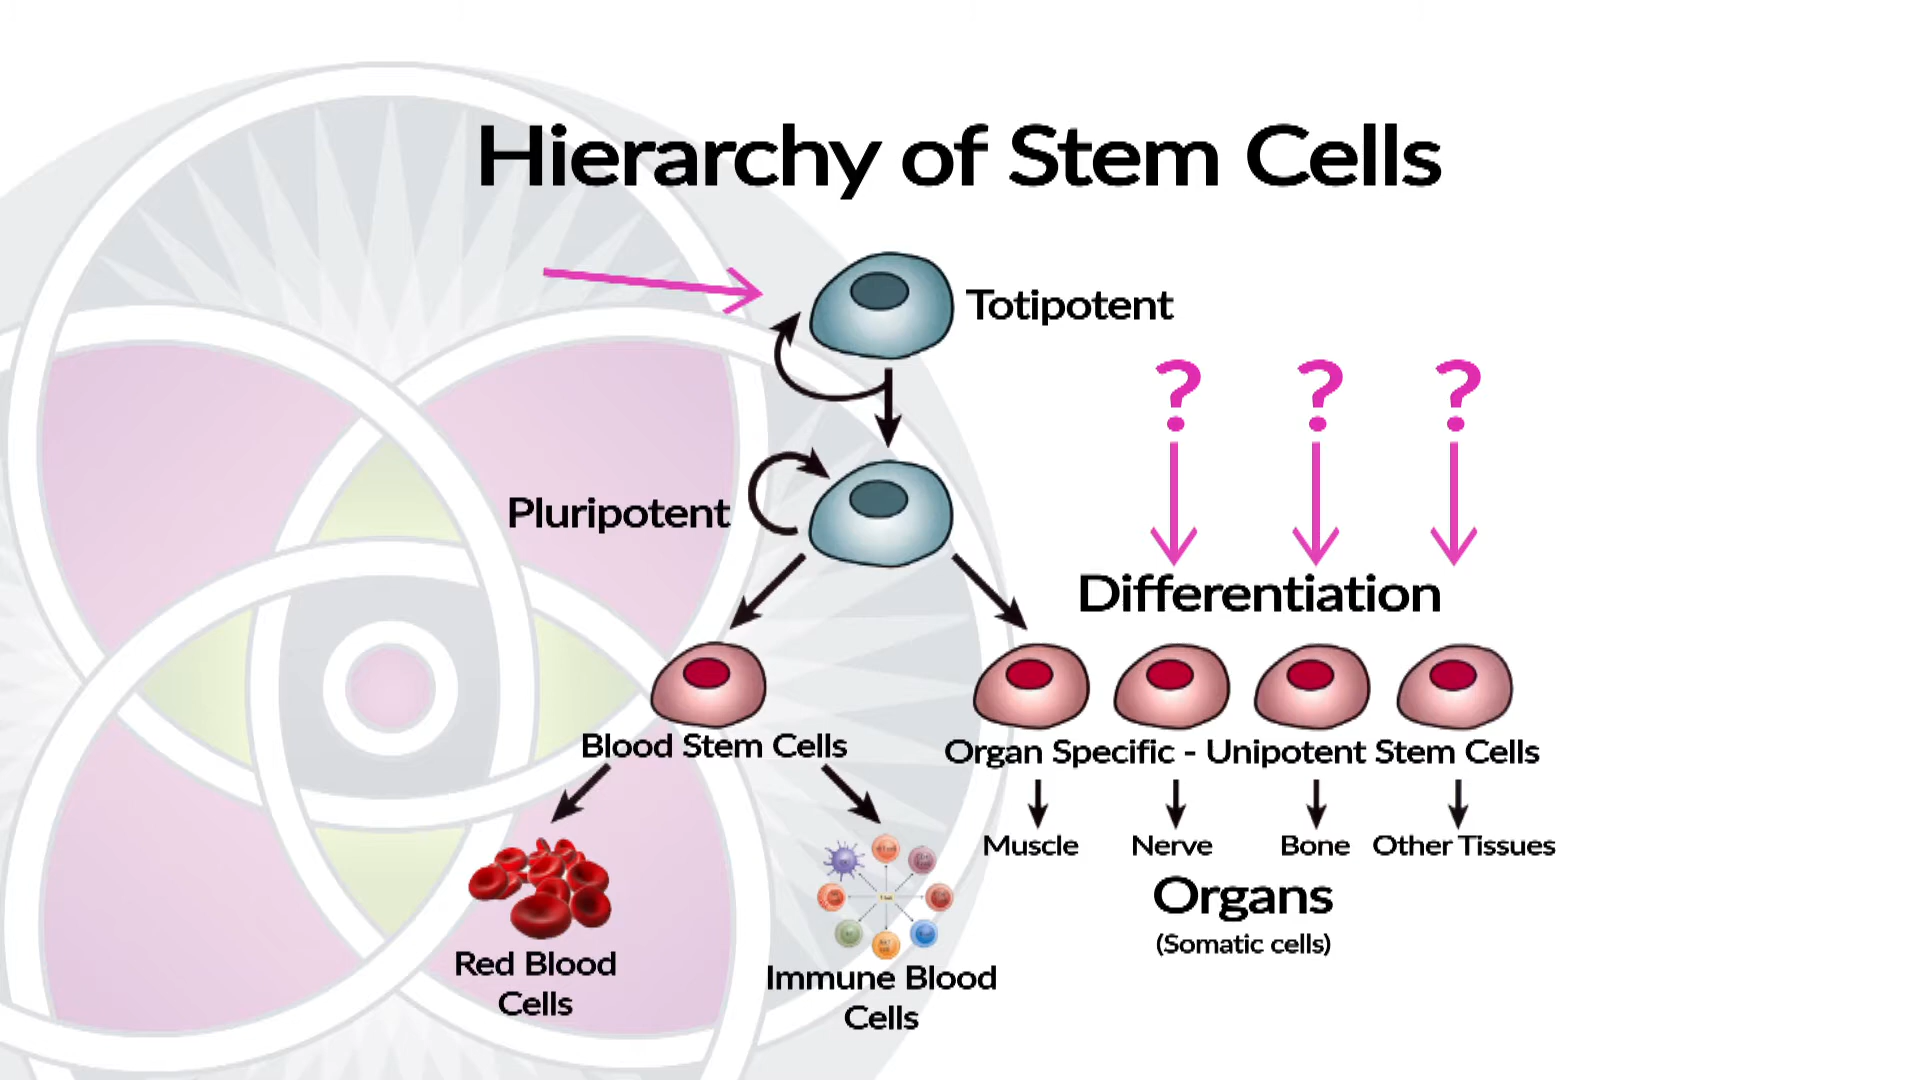 Hierarchy of Stem Cells
Totipotent
? ? ?
Pluripotent
Differentiation
Blood Stem Cells
Organ Specific - Unipotent Stem Cells
Muscle Nerve Bone Other Tissues
Organs
(Somatic cells)
Red Blood
Cells
Immune Blood
Cells